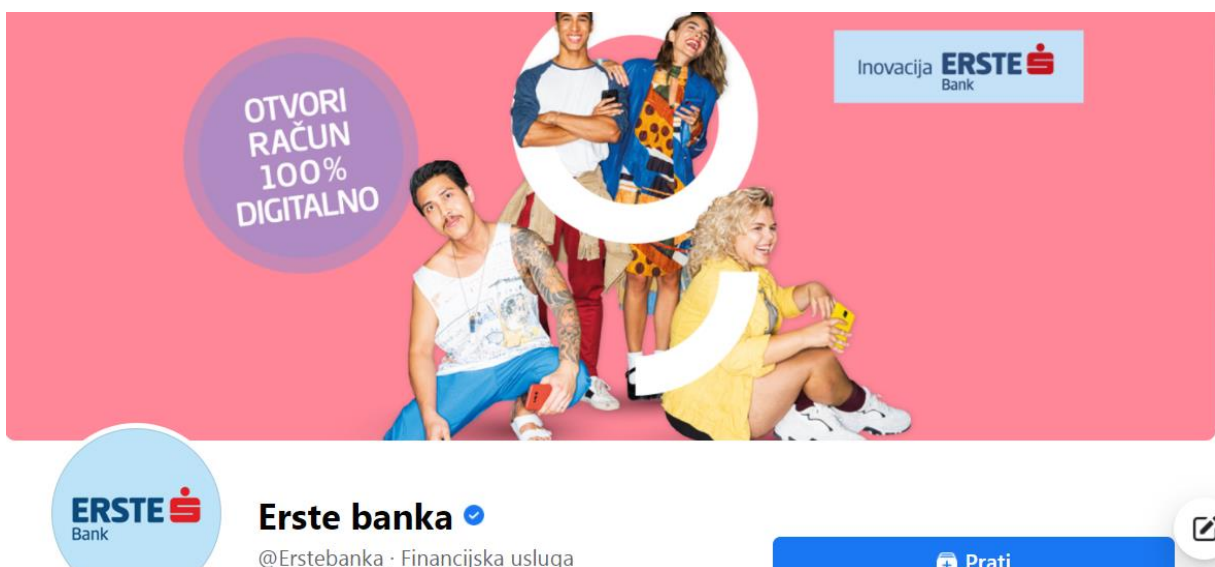 OTVORI
RAČUN
100%
DIGITALNO
Inovacija ERSTE
Bank
ERSTE
Bank
Erste banka
@Erstebanka · Financijska usluga
Prati